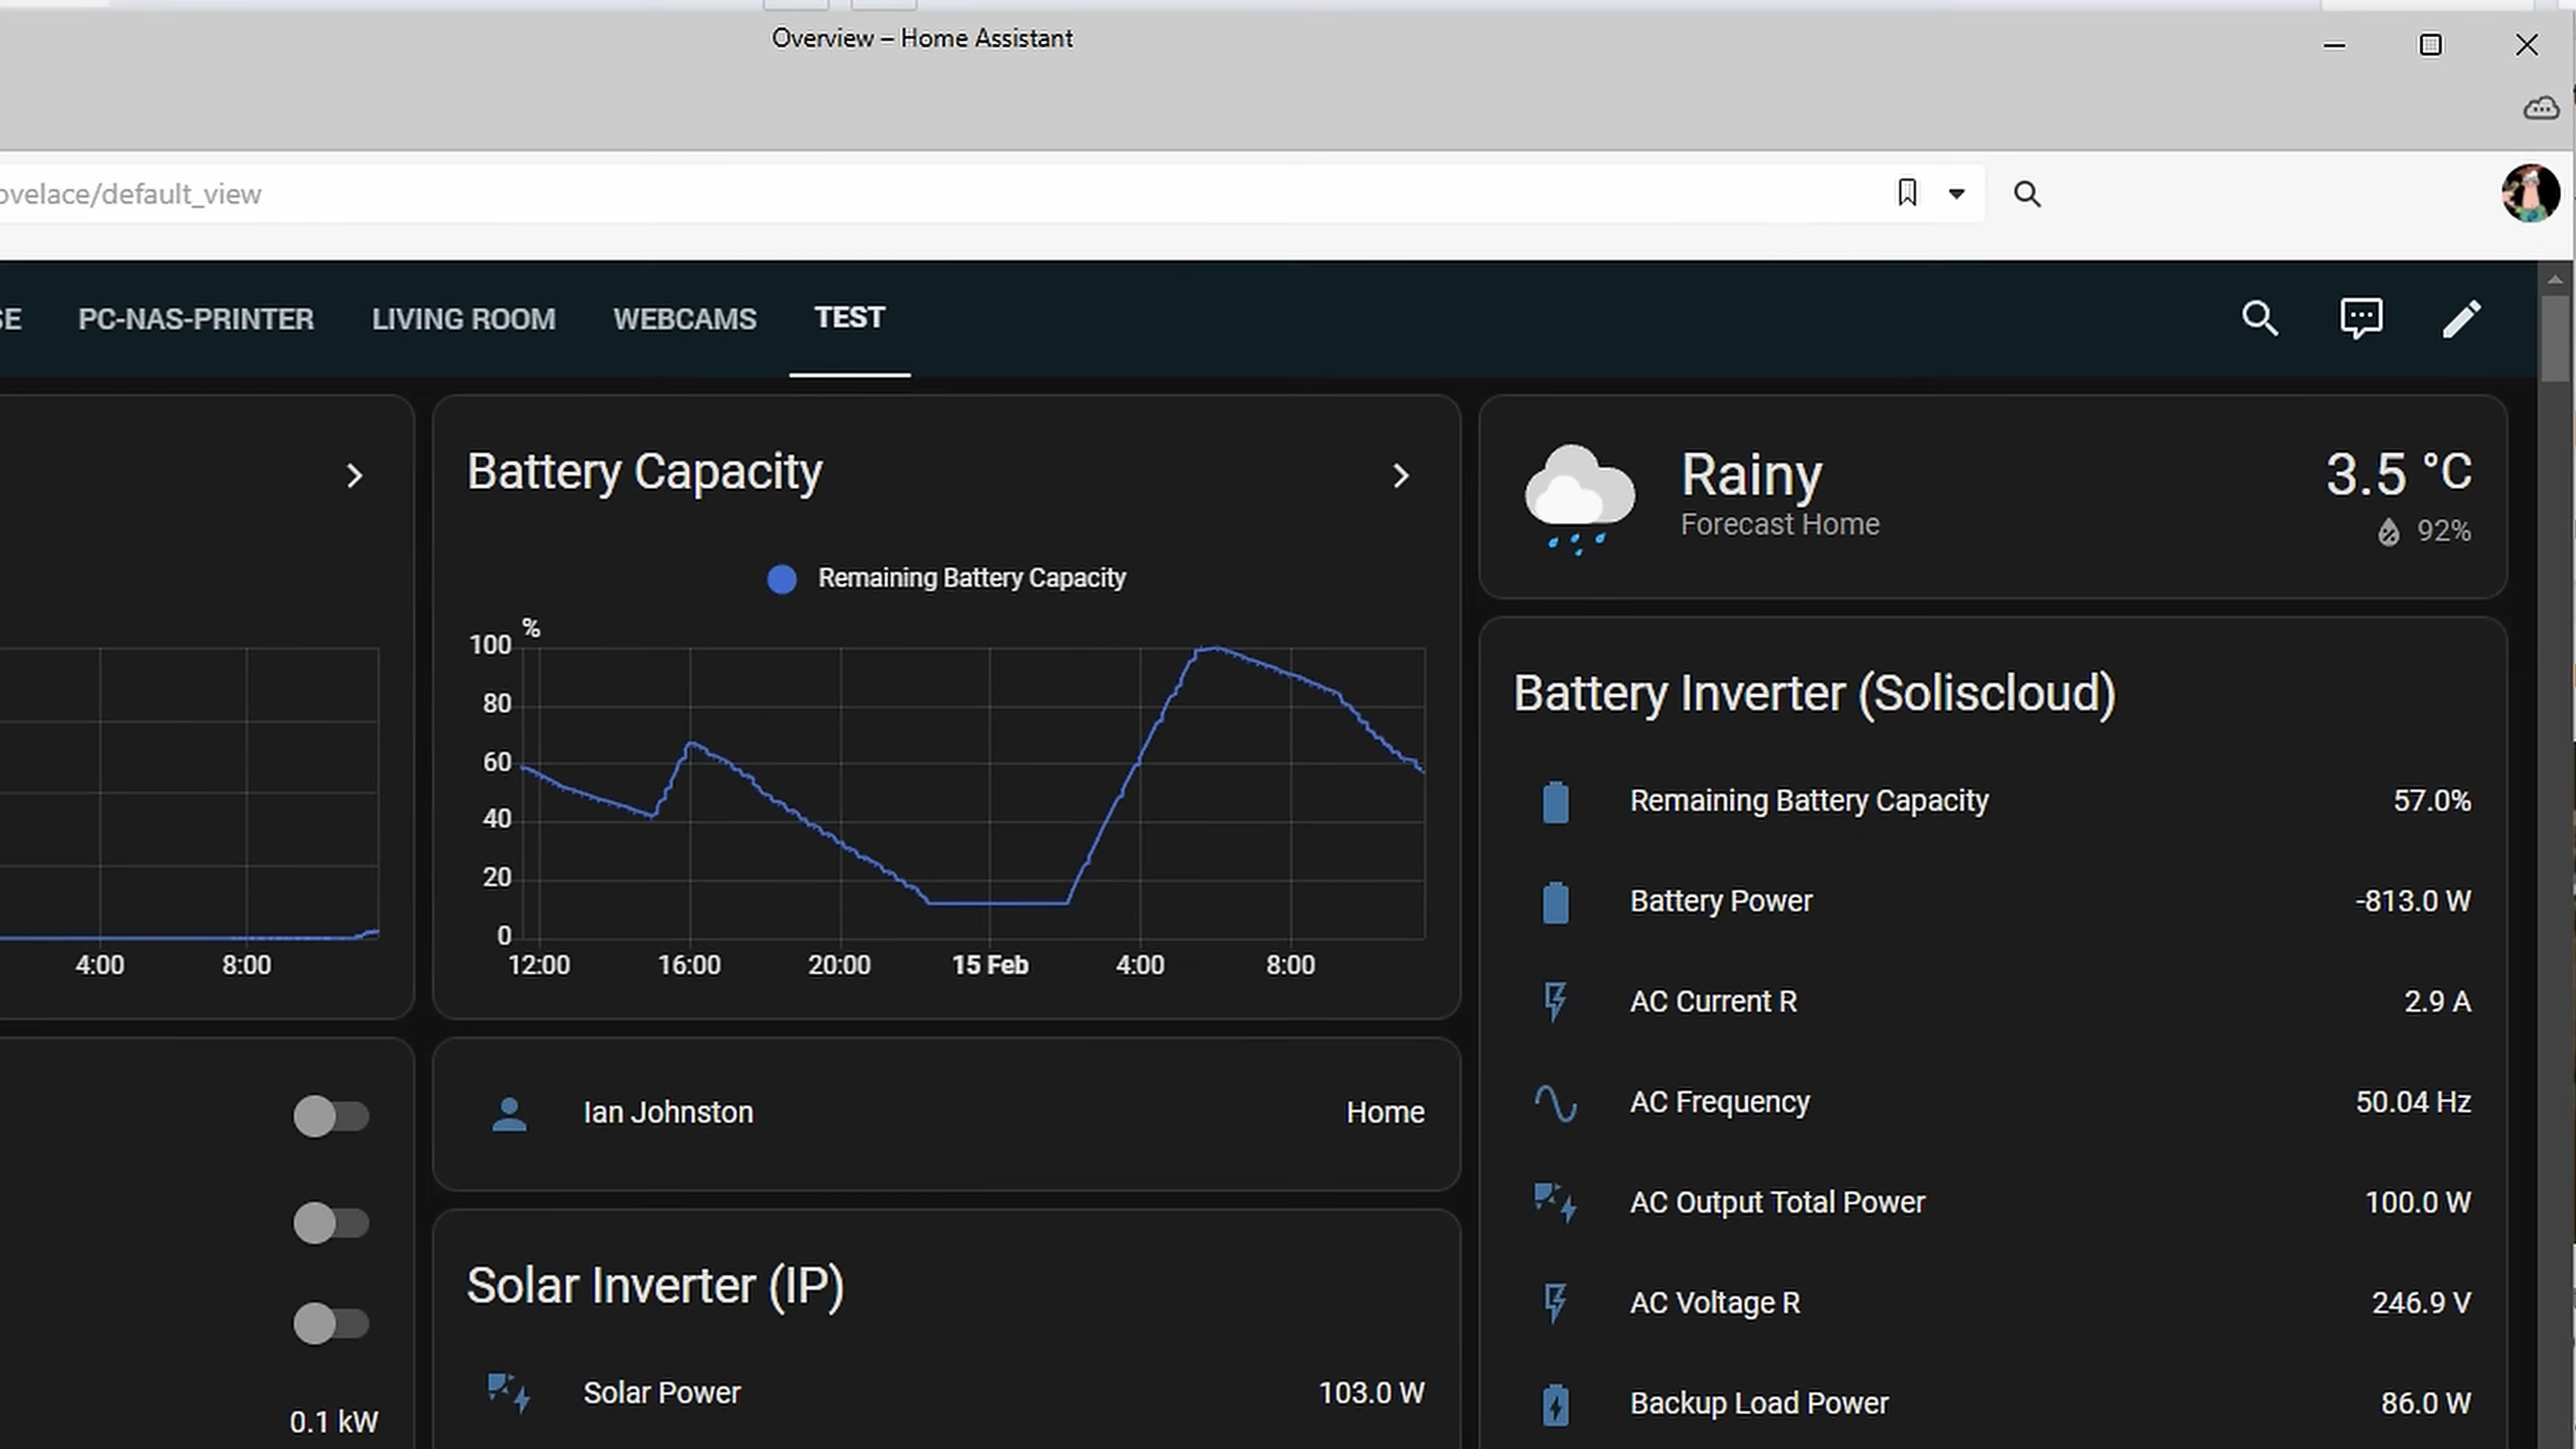 Overview – Home Assistant
ovelace/default_view
SE PC-NAS-PRINTER LIVING ROOM WEBCAMS TEST
Battery Capacity
Remaining Battery Capacity
%
100
80
60
40
20
0
12:00 16:00 20:00 15 Feb 4:00 8:00
4:00 8:00
0.1 kW
Ian Johnston Home
Solar Inverter (IP)
Solar Power 103.0 W
Rainy 3.5 °C
Forecast Home 92%
Battery Inverter (Soliscloud)
Remaining Battery Capacity 57.0%
Battery Power -813.0 W
AC Current R 2.9 A
AC Frequency 50.04 Hz
AC Output Total Power 100.0 W
AC Voltage R 246.9 V
Backup Load Power 86.0 W